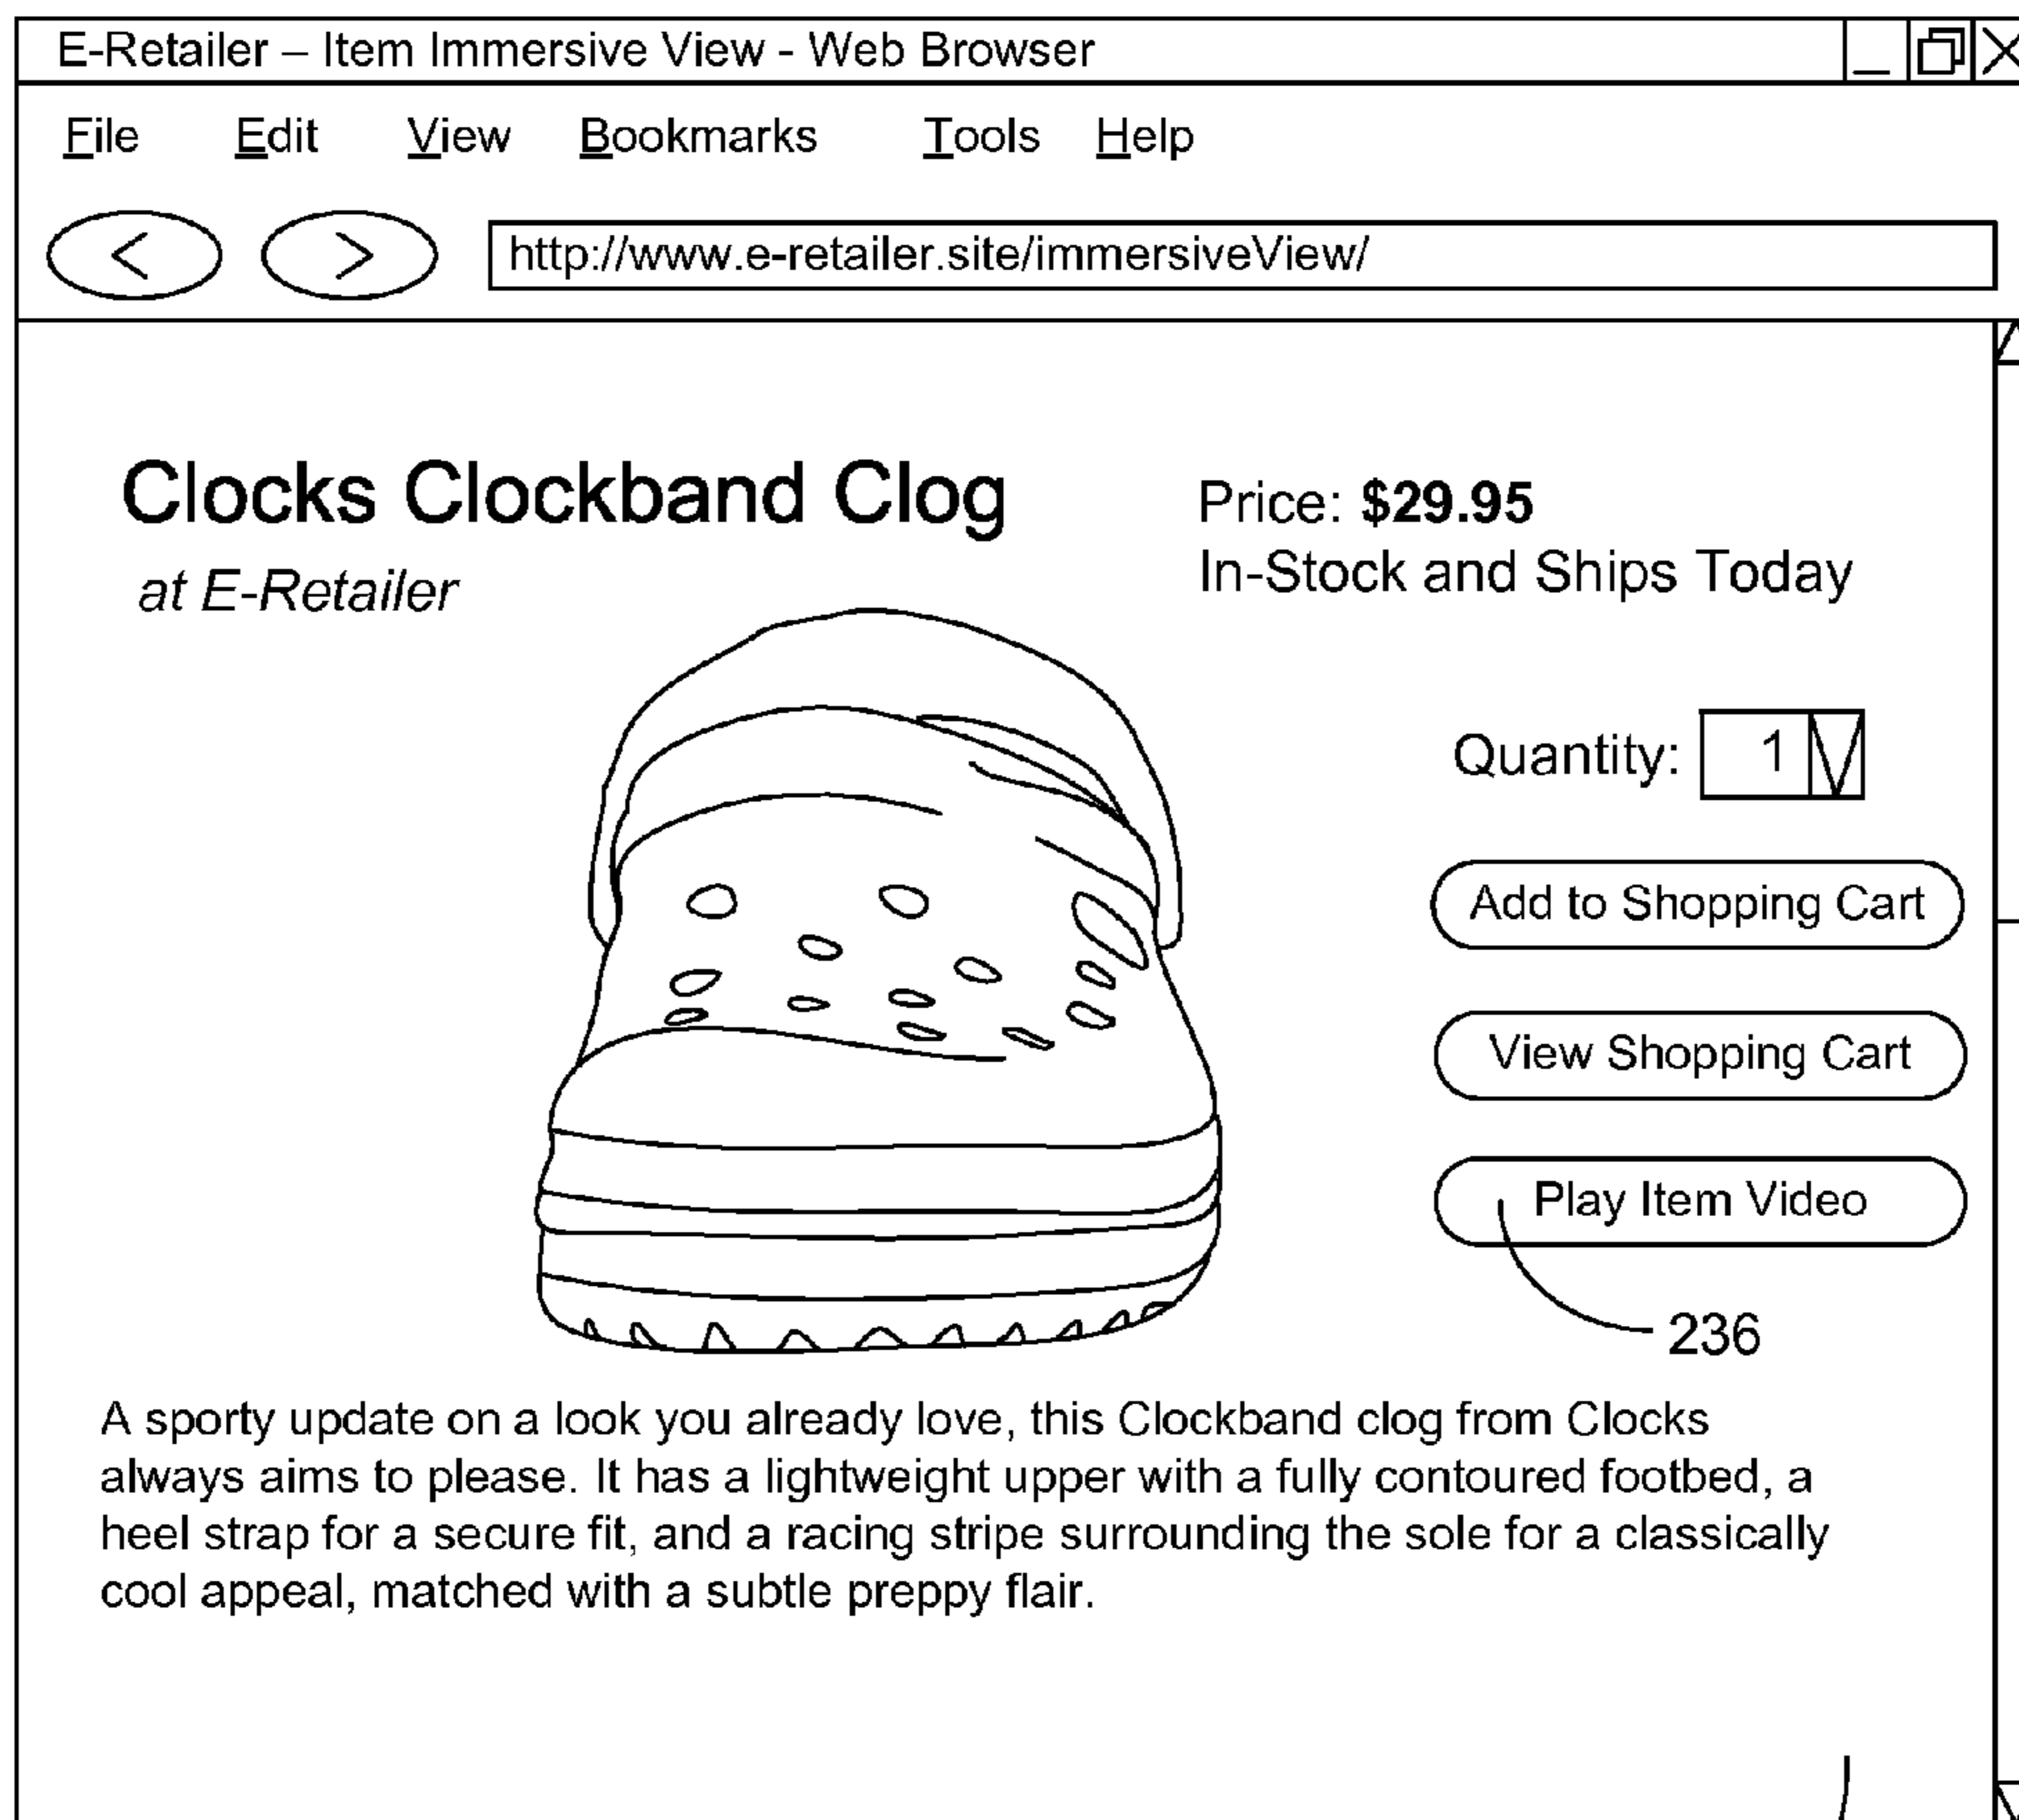 E-Retailer – Item Immersive View - Web Browser
File Edit View Bookmarks Tools Help
http://www.e-retailer.site/immersiveView/
Clocks Clockband Clog
at E-Retailer
Price: $29.95
In-Stock and Ships Today
Quantity: 1
Add to Shopping Cart
View Shopping Cart
Play Item Video
236
A sporty update on a look you already love, this Clockband clog from Clocks
always aims to please. It has a lightweight upper with a fully contoured footbed, a
heel strap for a secure fit, and a racing stripe surrounding the sole for a classically
cool appeal, matched with a subtle preppy flair.